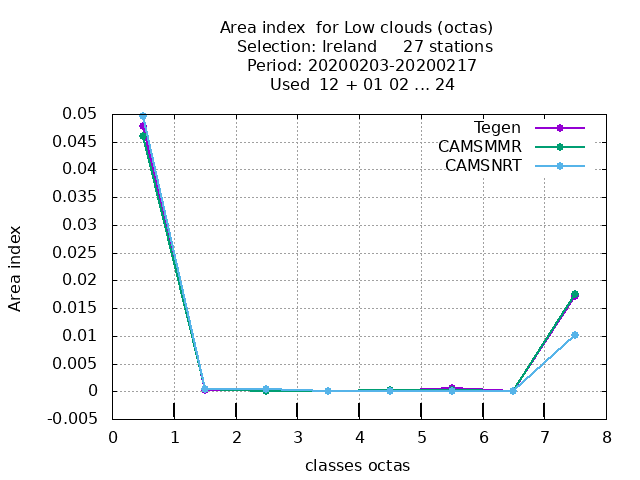 Area index  for Low clouds (octas)
Selection: Ireland     27 stations
Period: 20200203-20200217
Used  12 + 01 02 ... 24
Tegen
CAMSMMR
CAMSNRT
0.05
0.045
0.04
0.035
0.03
0.025
0.02
0.015
0.01
0.005
0
-0.005
Area index
0 1 2 3 4 5 6 7 8
classes octas